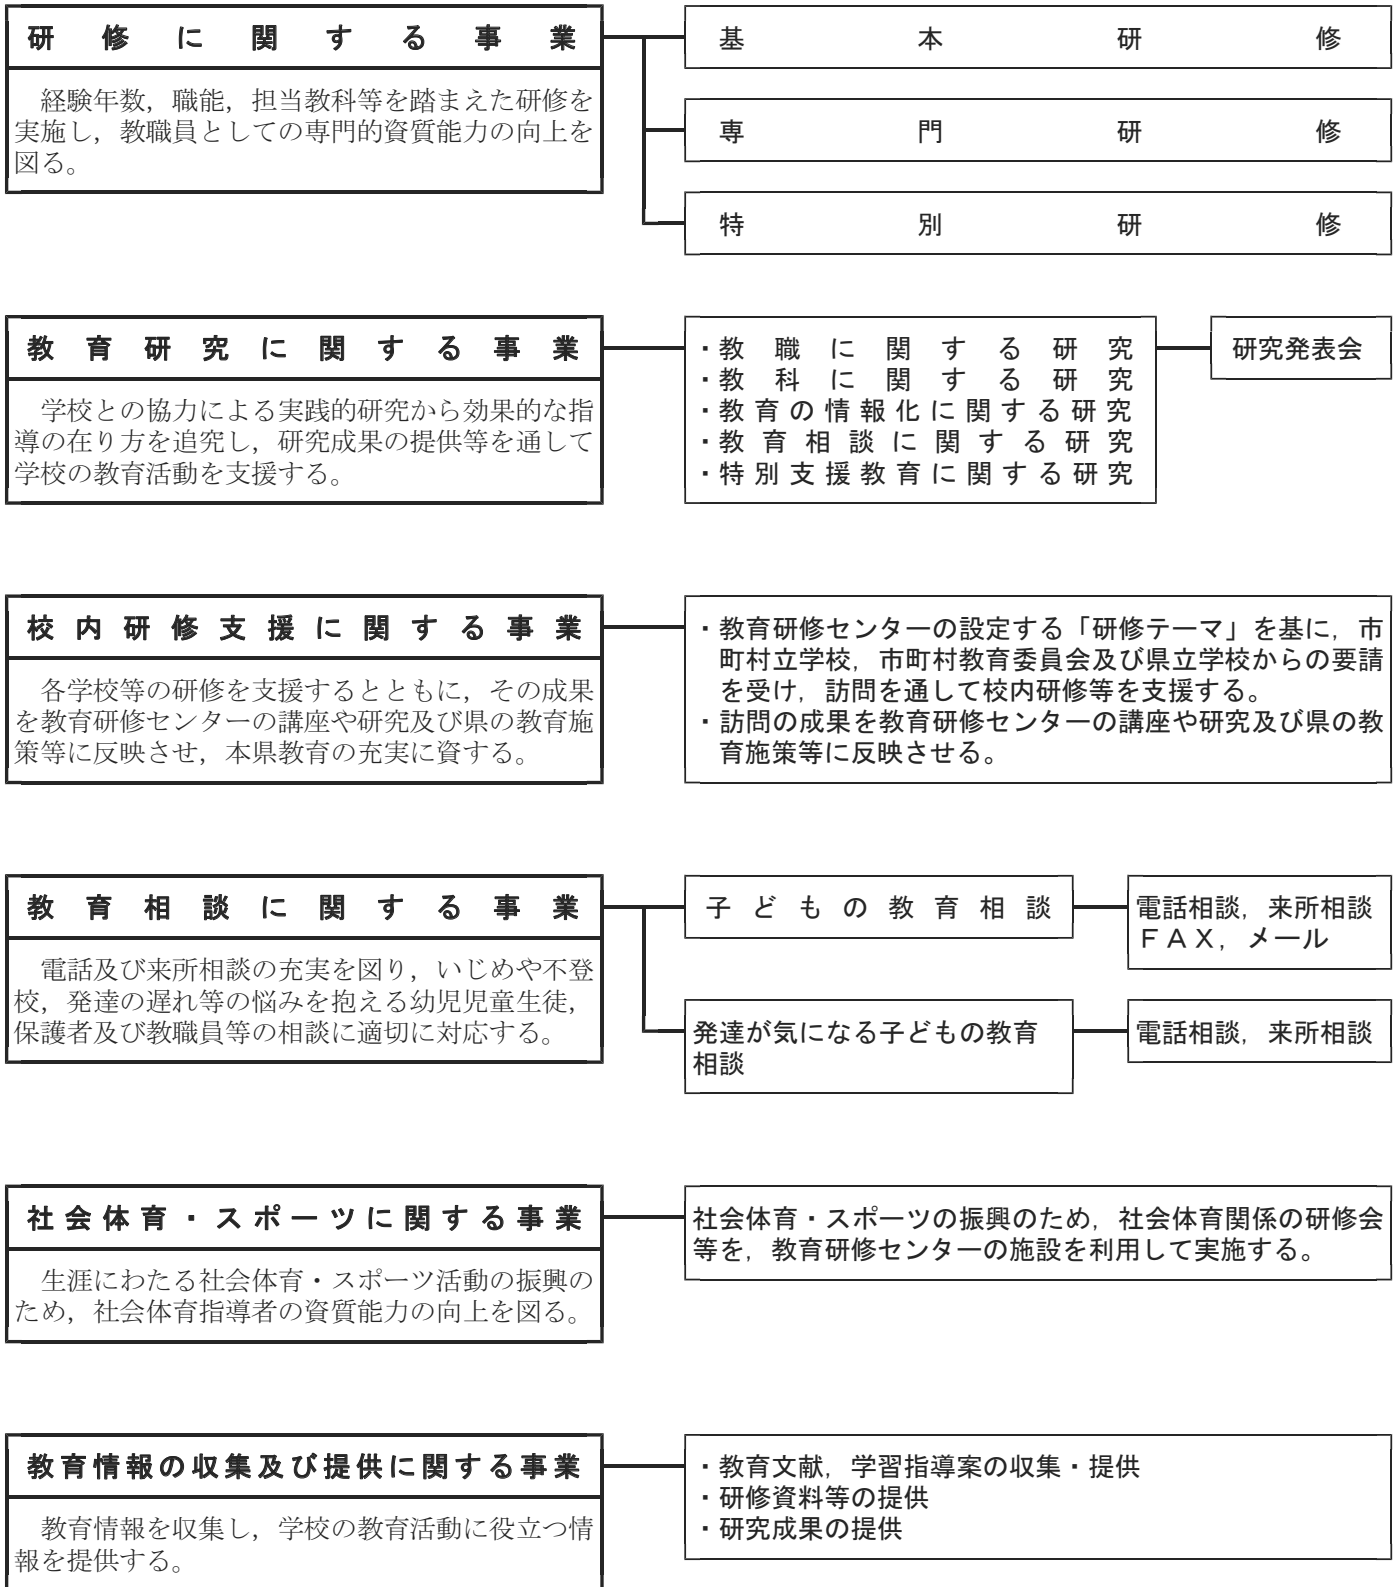 研修に関する事業
経験年数，職能，担当教科等を踏まえた研修を
実施し，教職員としての専門的資質能力の向上を
図る。
基本研修
専門研修
特別研修
教育研究に関する事業
学校との協力による実践的研究から効果的な指
導の在り方を追究し，研究成果の提供等を通して
学校の教育活動を支援する。
・教職に関する研究
・教科に関する研究
・教育の情報化に関する研究
・教育相談に関する研究
・特別支援教育に関する研究
研究発表会
校内研修支援に関する事業
各学校等の研修を支援するとともに，その成果
を教育研修センターの講座や研究及び県の教育施
策等に反映させ，本県教育の充実に資する。
・教育研修センターの設定する「研修テーマ」を基に，市
町村立学校，市町村教育委員会及び県立学校からの要請
を受け，訪問を通して校内研修等を支援する。
・訪問の成果を教育研修センターの講座や研究及び県の教
育施策等に反映させる。
教育相談に関する事業
電話及び来所相談の充実を図り，いじめや不登
校，発達の遅れ等の悩みを抱える幼児児童生徒，
保護者及び教職員等の相談に適切に対応する。
子どもの教育相談
電話相談，来所相談
ＦＡＸ，メール
発達が気になる子どもの教育
相談
電話相談，来所相談
社会体育・スポーツに関する事業
生涯にわたる社会体育・スポーツ活動の振興の
ため，社会体育指導者の資質能力の向上を図る。
社会体育・スポーツの振興のため，社会体育関係の研修会
等を，教育研修センターの施設を利用して実施する。
教育情報の収集及び提供に関する事業
教育情報を収集し，学校の教育活動に役立つ情
報を提供する。
・教育文献，学習指導案の収集・提供
・研修資料等の提供
・研究成果の提供